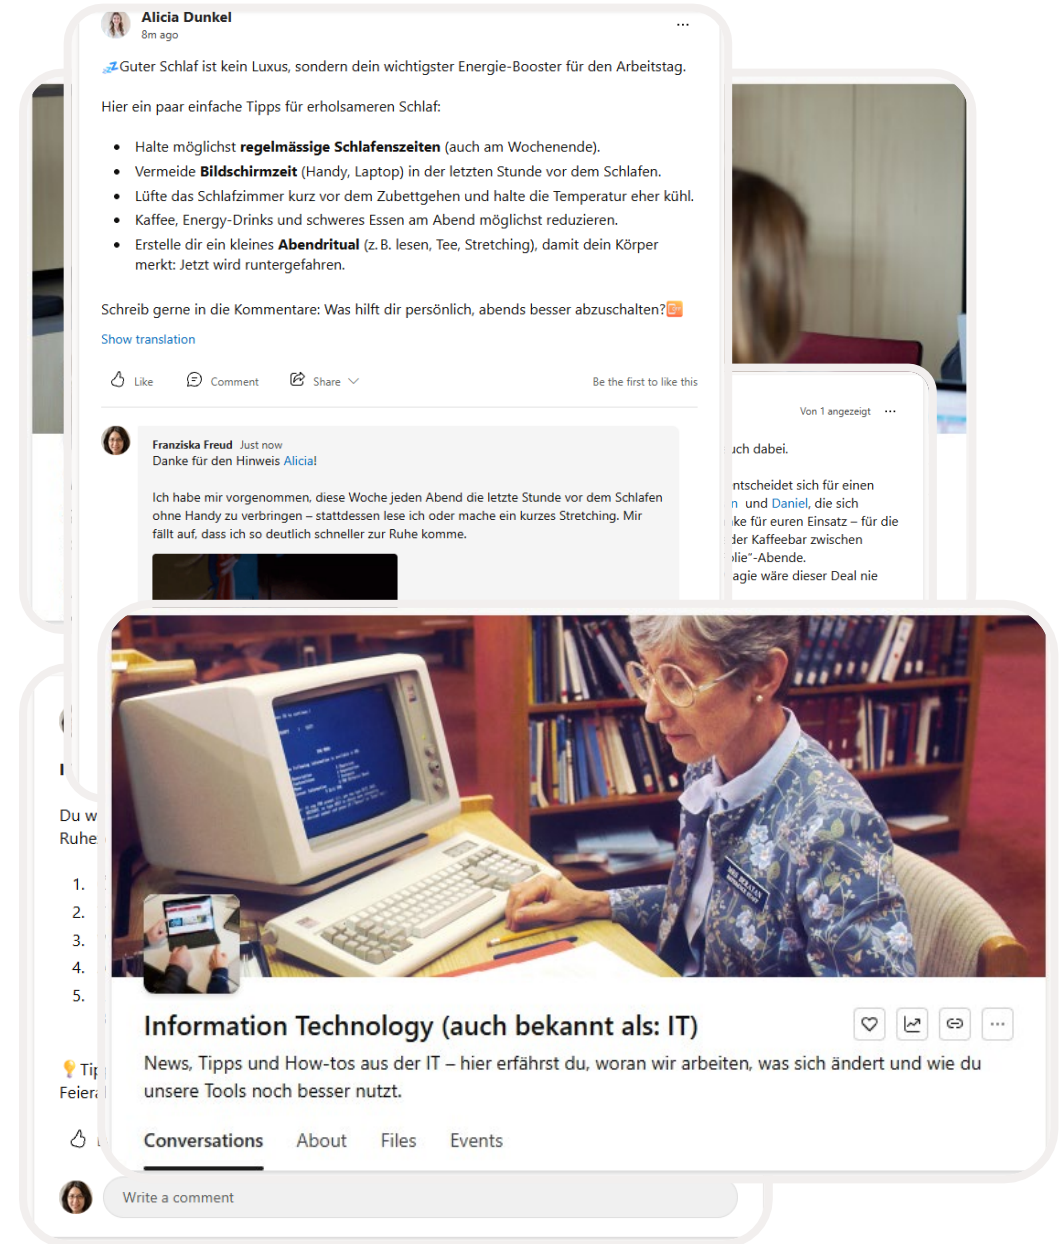 Alicia Dunkel
8m ago
💤Guter Schlaf ist kein Luxus, sondern dein wichtigster Energie-Booster für den Arbeitstag.
Hier ein paar einfache Tipps für erholsameren Schlaf:
• Halte möglichst regelmässige Schlafenszeiten (auch am Wochenende).
• Vermeide Bildschirmzeit (Handy, Laptop) in der letzten Stunde vor dem Schlafen.
• Lüfte das Schlafzimmer kurz vor dem Zubettgehen und halte die Temperatur eher kühl.
• Kaffee, Energy-Drinks und schweres Essen am Abend möglichst reduzieren.
• Erstelle dir ein kleines Abendritual (z. B. lesen, Tee, Stretching), damit dein Körper
merkt: Jetzt wird runtergefahren.
Schreib gerne in die Kommentare: Was hilft dir persönlich, abends besser abzuschalten?
Show translation
Like Comment Share
Be the first to like this
Franziska Freud Just now
Danke für den Hinweis Alicia!
Ich habe mir vorgenommen, diese Woche jeden Abend die letzte Stunde vor dem Schlafen
ohne Handy zu verbringen – stattdessen lese ich oder mache ein kurzes Stretching. Mir
fällt auf, dass ich so deutlich schneller zur Ruhe komme.
Von 1 angezeigt
uch dabei.
entscheidet sich für einen
n und Daniel, die sich
ke für euren Einsatz – für die
der Kaffeebar zwischen
olie“-Abende.
agie wäre dieser Deal nie
Du w
Ruhe
1.
2.
3.
4.
5.
💡Tip
Feiera
Information Technology (auch bekannt als: IT)
News, Tipps und How-tos aus der IT – hier erfährst du, woran wir arbeiten, was sich ändert und wie du
unsere Tools noch besser nutzt.
Conversations About Files Events
Write a comment